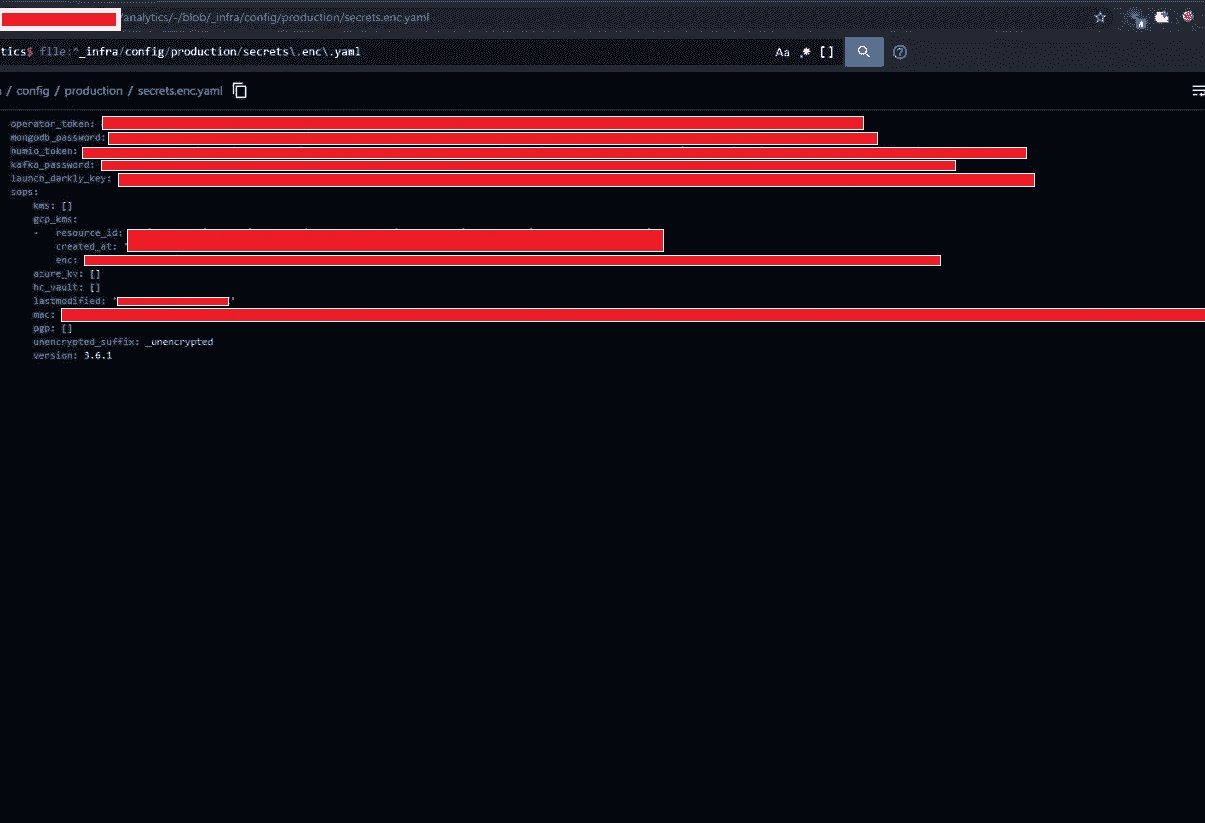 /analytics/-/blob/_infra/config/production/secrets.enc.yaml
tics$ file:^_infra/config/production/secrets\.enc\.yaml Aa .* []
/ config / production / secrets.enc.yaml
operator_token:
mongodb_password:
humio_token:
kafka_password:
launch_darkly_key:
sops:
kms: []
gcp_kms:
- resource_id:
created_at: '
enc:
azure_kv: []
hc_vault: []
lastmodified: ' '
mac:
pgp: []
unencrypted_suffix: _unencrypted
version: 3.6.1